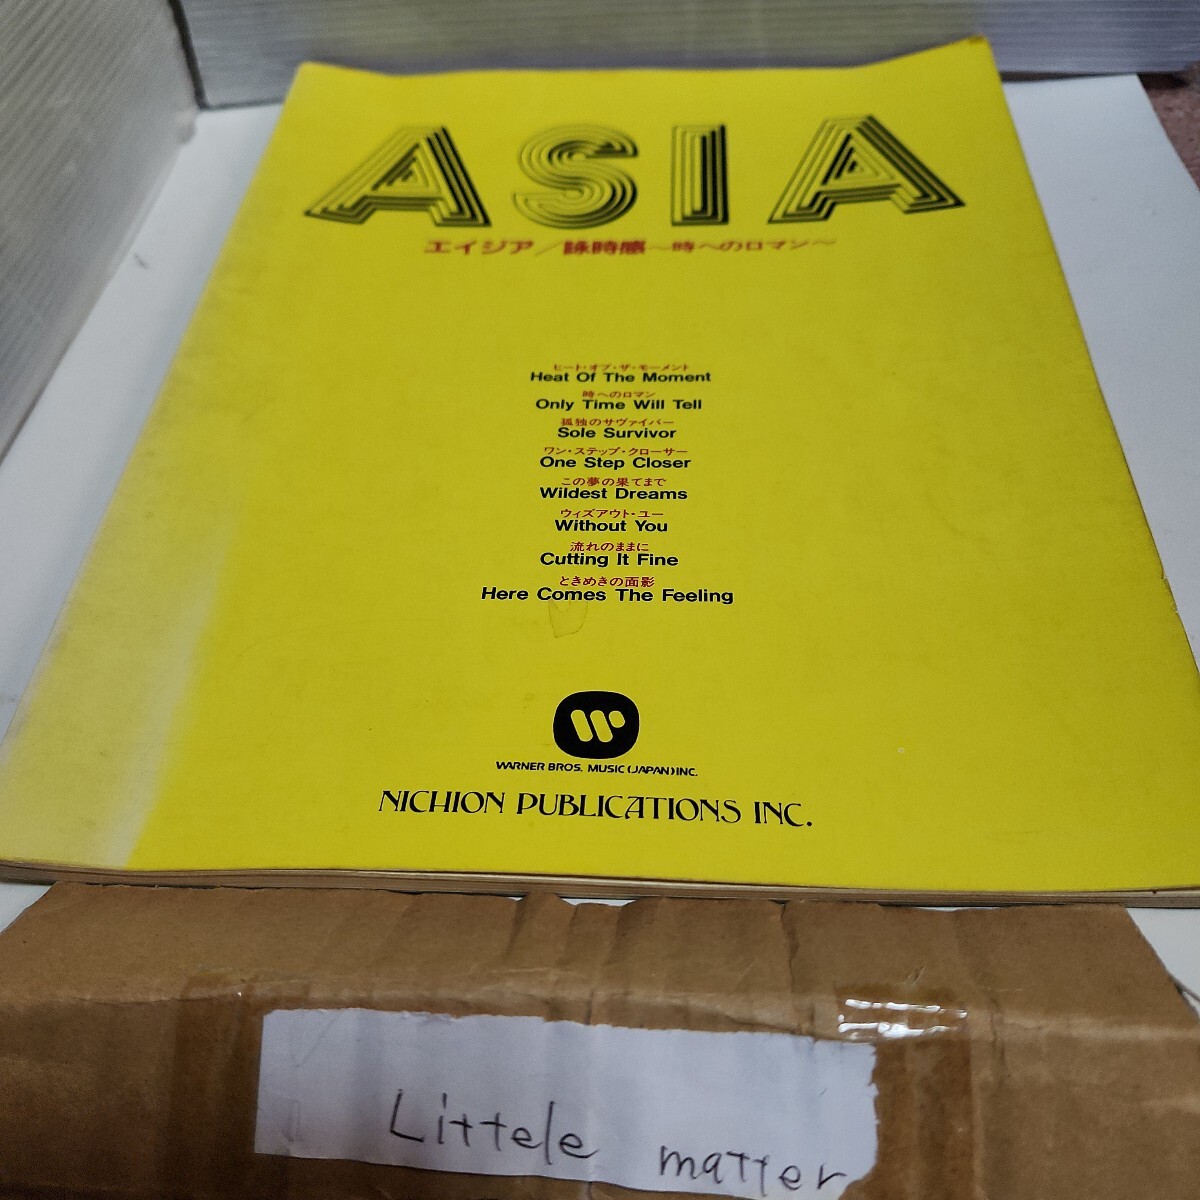 ASIA
エイジア/詠時感〜時へのロマン〜
ヒート・オブ・ザ・モーメント
Heat Of The Moment
時へのロマン
Only Time Will Tell
孤独のサヴァイバー
Sole Survivor
ワン・ステップ・クローサー
One Step Closer
この夢の果てまで
Wildest Dreams
ウィズアウト・ユー
Without You
流れのままに
Cutting It Fine
ときめきの面影
Here Comes The Feeling
WARNER BROS. MUSIC (JAPAN) INC.
NICHION PUBLICATIONS INC.
Littele matter